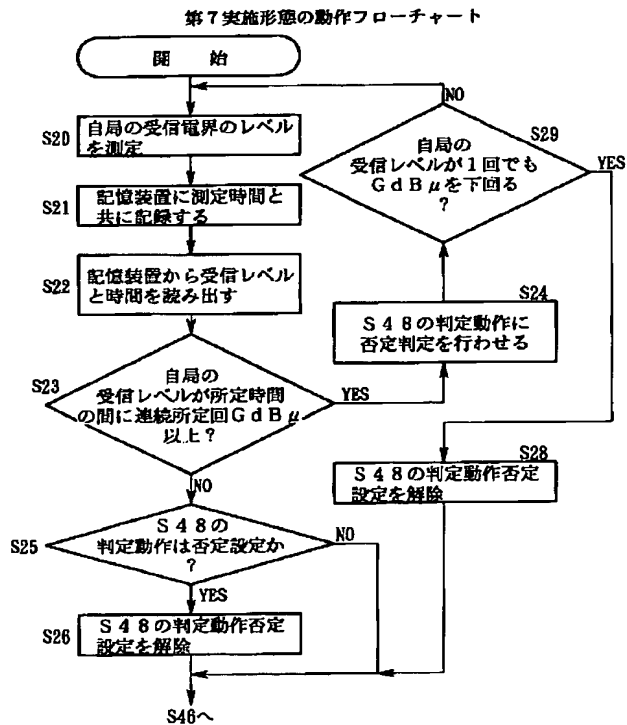 第7実施形態の動作フローチャート
開 始
S20
自局の受信電界のレベル
を測定
S21
記憶装置に測定時間と
共に記録する
S22
記憶装置から受信レベル
と時間を読み出す
S23
自局の
受信レベルが所定時間
の間に連続所定回GdBμ
以上?
YES
NO
S24
S48の判定動作に
否定判定を行わせる
NO
S29
自局の
受信レベルが1回でも
GdBμを下回る
?
YES
S28
S48の判定動作否定
設定を解除
S25
S48の
判定動作は否定設定か
?
NO
YES
S26
S48の判定動作否定
設定を解除
S46へ